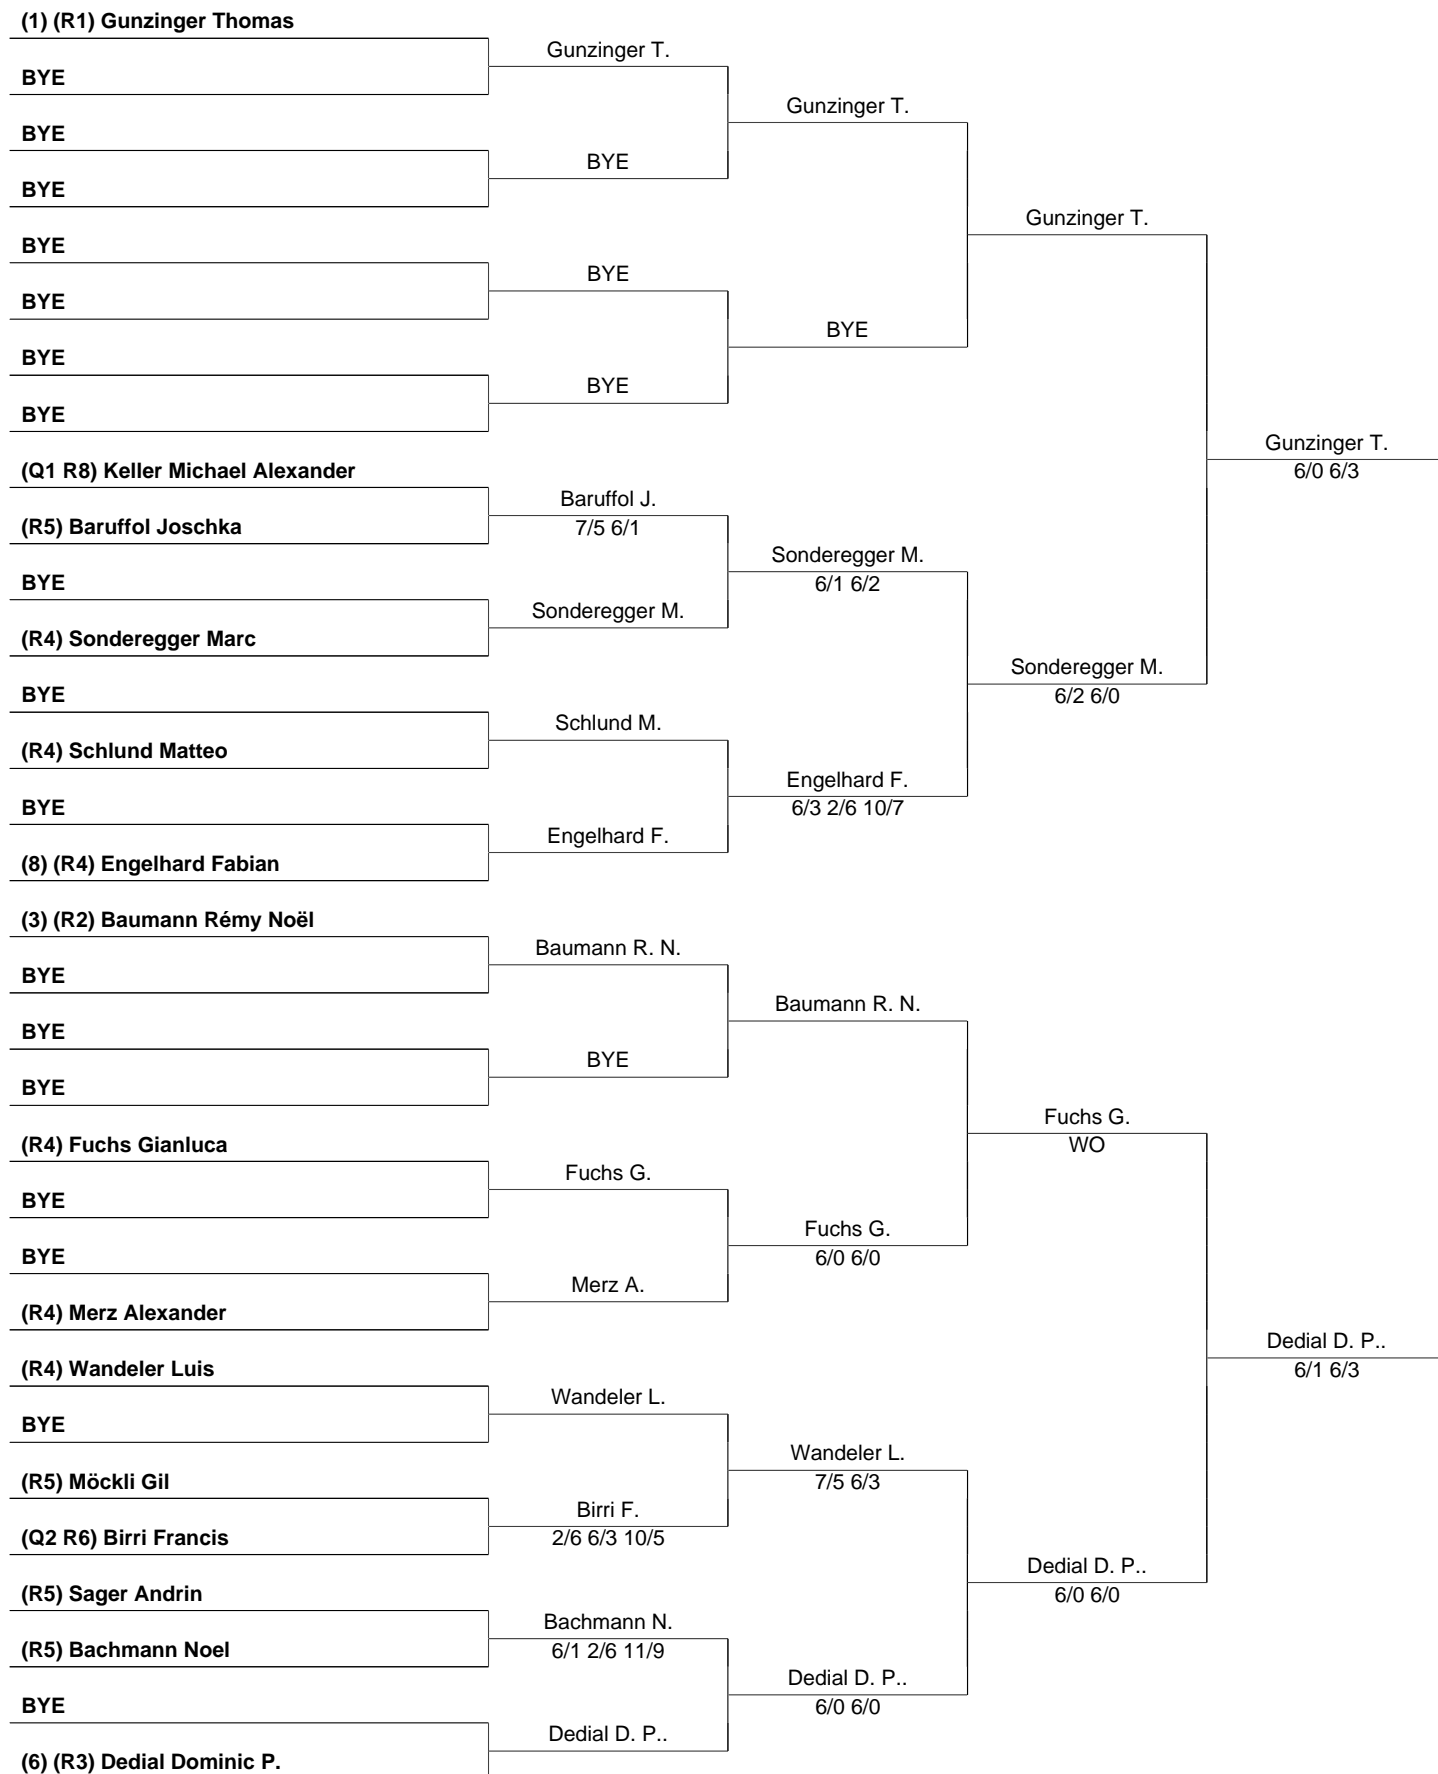 (1) (R1) Gunzinger Thomas
BYE
BYE
BYE
BYE
BYE
BYE
BYE
(Q1 R8) Keller Michael Alexander
(R5) Baruffol Joschka
BYE
(R4) Sonderegger Marc
BYE
(R4) Schlund Matteo
BYE
(8) (R4) Engelhard Fabian
(3) (R2) Baumann Rémy Noël
BYE
BYE
BYE
(R4) Fuchs Gianluca
BYE
BYE
(R4) Merz Alexander
(R4) Wandeler Luis
BYE
(R5) Möckli Gil
(Q2 R6) Birri Francis
(R5) Sager Andrin
(R5) Bachmann Noel
BYE
(6) (R3) Dedial Dominic P.
Gunzinger T.
BYE
BYE
BYE
Baruffol J.
7/5 6/1
Sonderegger M.
Schlund M.
Engelhard F.
Baumann R. N.
BYE
Fuchs G.
Merz A.
Wandeler L.
Birri F.
2/6 6/3 10/5
Bachmann N.
6/1 2/6 11/9
Dedial D. P..
Gunzinger T.
BYE
Sonderegger M.
6/1 6/2
Engelhard F.
6/3 2/6 10/7
Baumann R. N.
Fuchs G.
6/0 6/0
Wandeler L.
7/5 6/3
Dedial D. P..
6/0 6/0
Gunzinger T.
Sonderegger M.
6/2 6/0
Fuchs G.
WO
Dedial D. P..
6/0 6/0
Gunzinger T.
6/0 6/3
Dedial D. P..
6/1 6/3